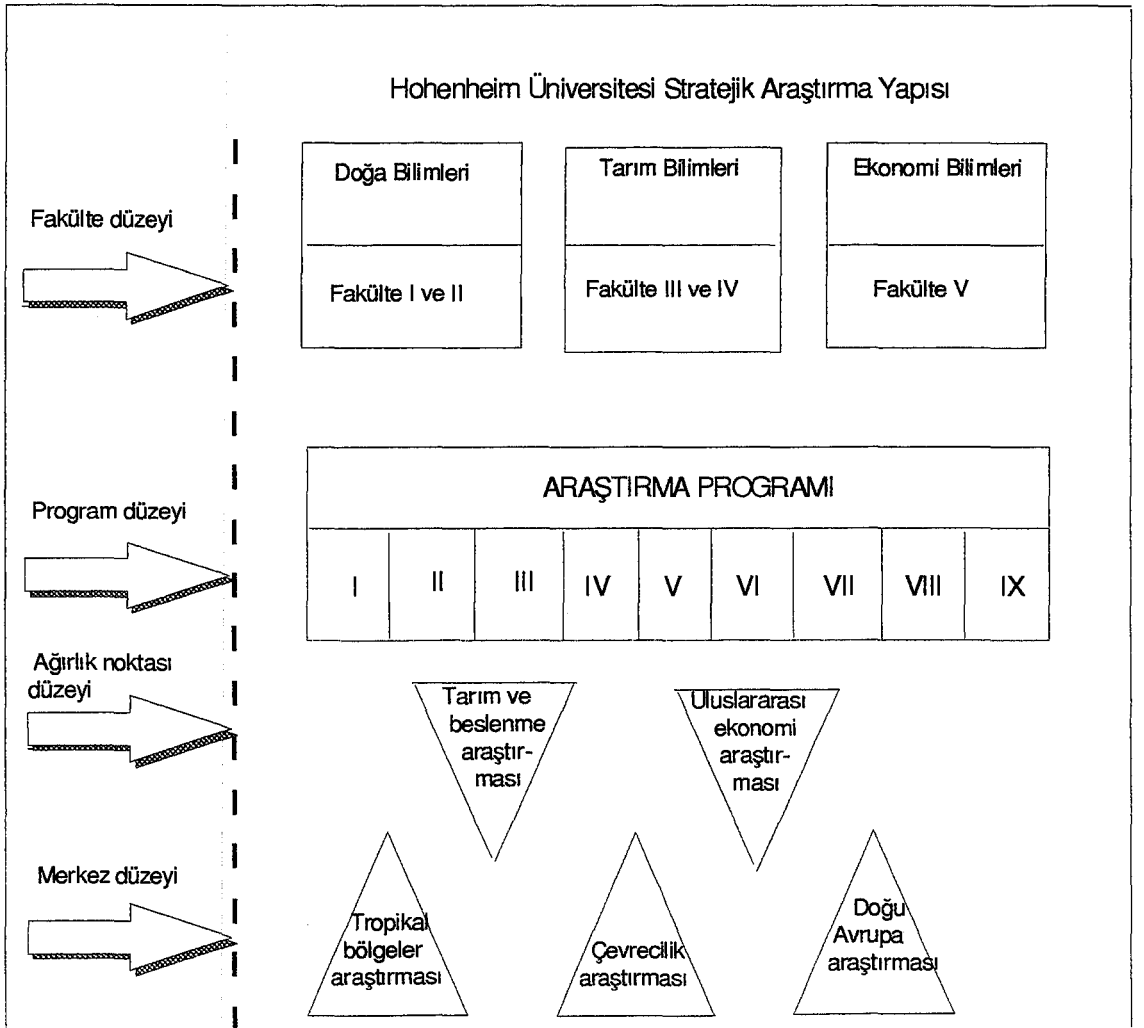 Hohenheim Üniversitesi Stratejik Araştırma Yapısı
Fakülte düzeyi
Doğa Bilimleri
Tarım Bilimleri
Ekonomi Bilimleri
Fakülte I ve II
Fakülte III ve IV
Fakülte V
Program düzeyi
ARAŞTIRMA PROGRAMI
I II III IV V VI VII VIII IX
Ağırlık noktası
düzeyi
Tarım ve
beslenme
araştır-
ması
Uluslararası
ekonomi
araştır-
ması
Merkez düzeyi
Tropikal
bölgeler
araştırması
Çevrecilik
araştırması
Doğu
Avrupa
araştırması